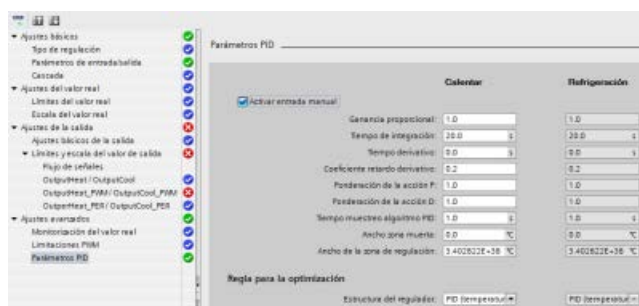 Ajustes básicos
Tipo de regulación
Parámetros de entrada/salida
Cascada
Ajustes del valor real
Límites del valor real
Escala del valor real
Ajustes de la salida
Ajustes básicos de la salida
Límites y escala del valor de salida
Flujo de señales
OutputHeat / OutputCool
OutputHeat_PWM / OutputCool_PWM
OutputHeat_PER / OutputCool_PER
Ajustes avanzados
Monitorización del valor real
Limitaciones PWM
Parámetros PID
Parámetros PID
Calentar Refrigeración
Activar entrada manual
Ganancia proporcional: 1.0 1.0
Tiempo de integración: 20.0 s 20.0 s
Tiempo derivativo: 0.0 s 0.0 s
Coeficiente retardo derivativo: 0.2 0.2
Ponderación de la acción P: 1.0 1.0
Ponderación de la acción D: 1.0 1.0
Tiempo muestreo algoritmo PID: 1.0 s 1.0 s
Ancho zona muerta: 0.0 °C 0.0 °C
Ancho de la zona de regulación: 3.402822E+38 °C 3.402822E+38 °C
Regla para la optimización
Estructura del regulador: PID (temperatur PID (temperatur